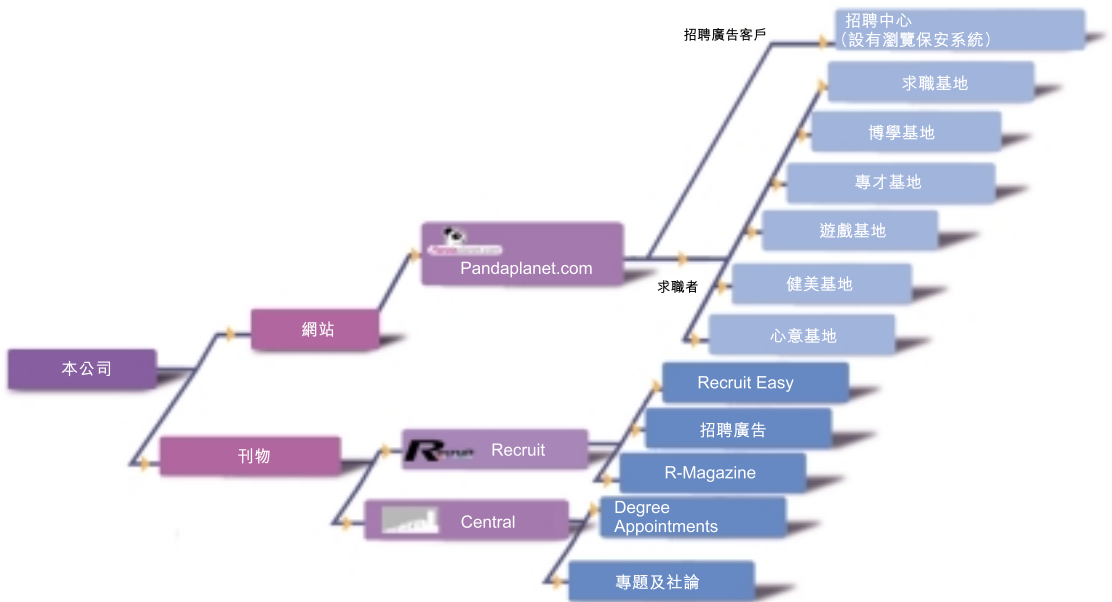 招聘廣告客戶
招聘中心
（設有瀏覽保安系統）
求職基地
博學基地
專才基地
遊戲基地
Pandaplanet.com
求職者
健美基地
心意基地
網站
本公司
刊物
Recruit
Recruit Easy
招聘廣告
R-Magazine
Central
Degree
Appointments
專題及社論